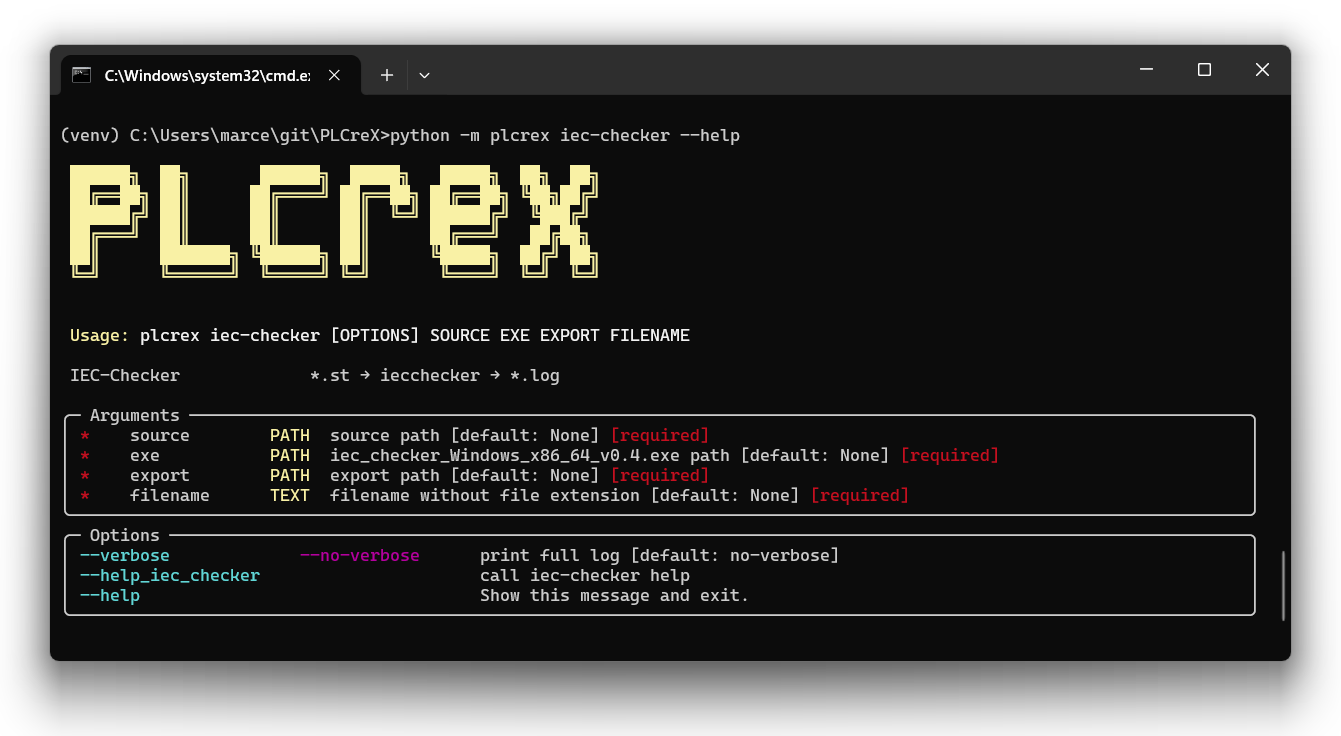 C:\Windows\system32\cmd.e
(venv) C:\Users\marce\git\PLCreX>python -m plcrex iec-checker --help
PLCreX
Usage: plcrex iec-checker [OPTIONS] SOURCE EXE EXPORT FILENAME
IEC-Checker *.st → iecchecker → *.log
Arguments
* source PATH source path [default: None] [required]
* exe PATH iec_checker_Windows_x86_64_v0.4.exe path [default: None] [required]
* export PATH export path [default: None] [required]
* filename TEXT filename without file extension [default: None] [required]
Options
--verbose --no-verbose print full log [default: no-verbose]
--help_iec_checker call iec-checker help
--help Show this message and exit.